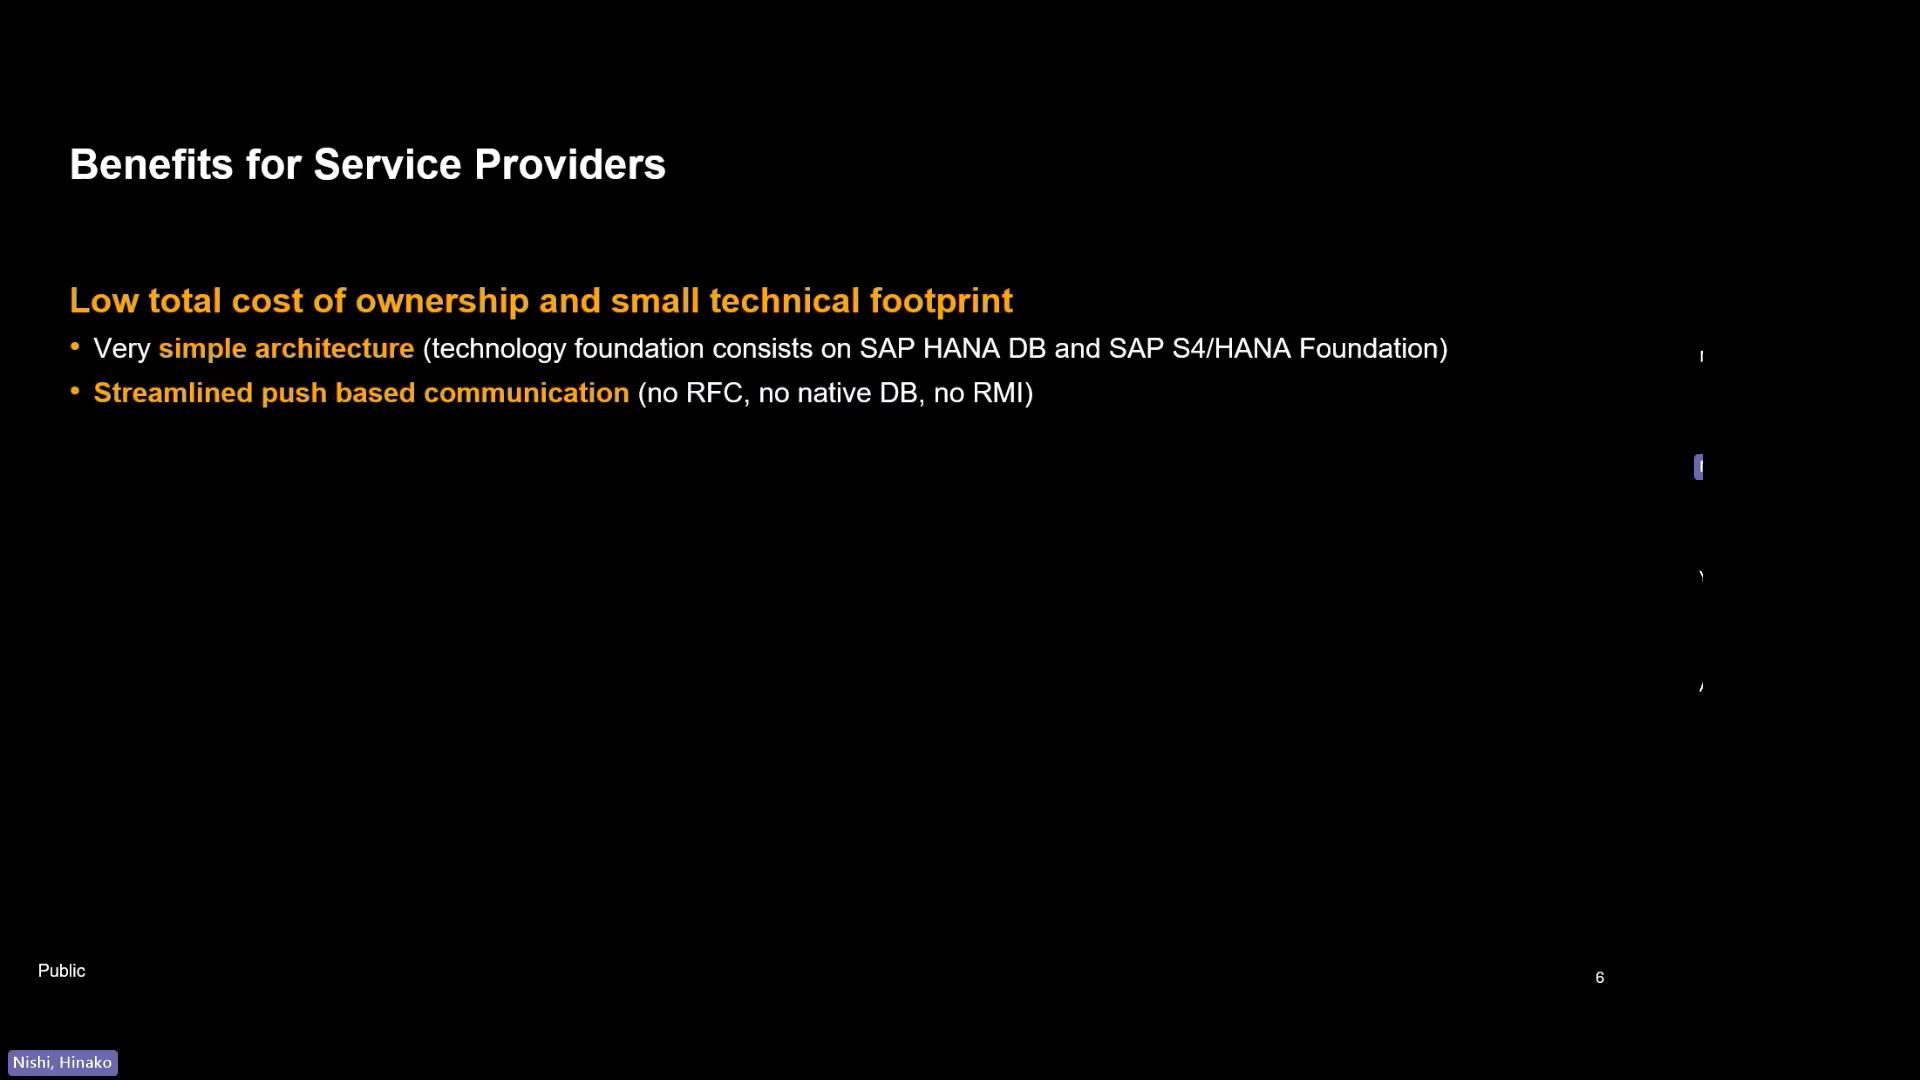 Benefits for Service Providers
Low total cost of ownership and small technical footprint
• Very simple architecture (technology foundation consists on SAP HANA DB and SAP S4/HANA Foundation)
• Streamlined push based communication (no RFC, no native DB, no RMI)
Public
6
Nishi, Hinako